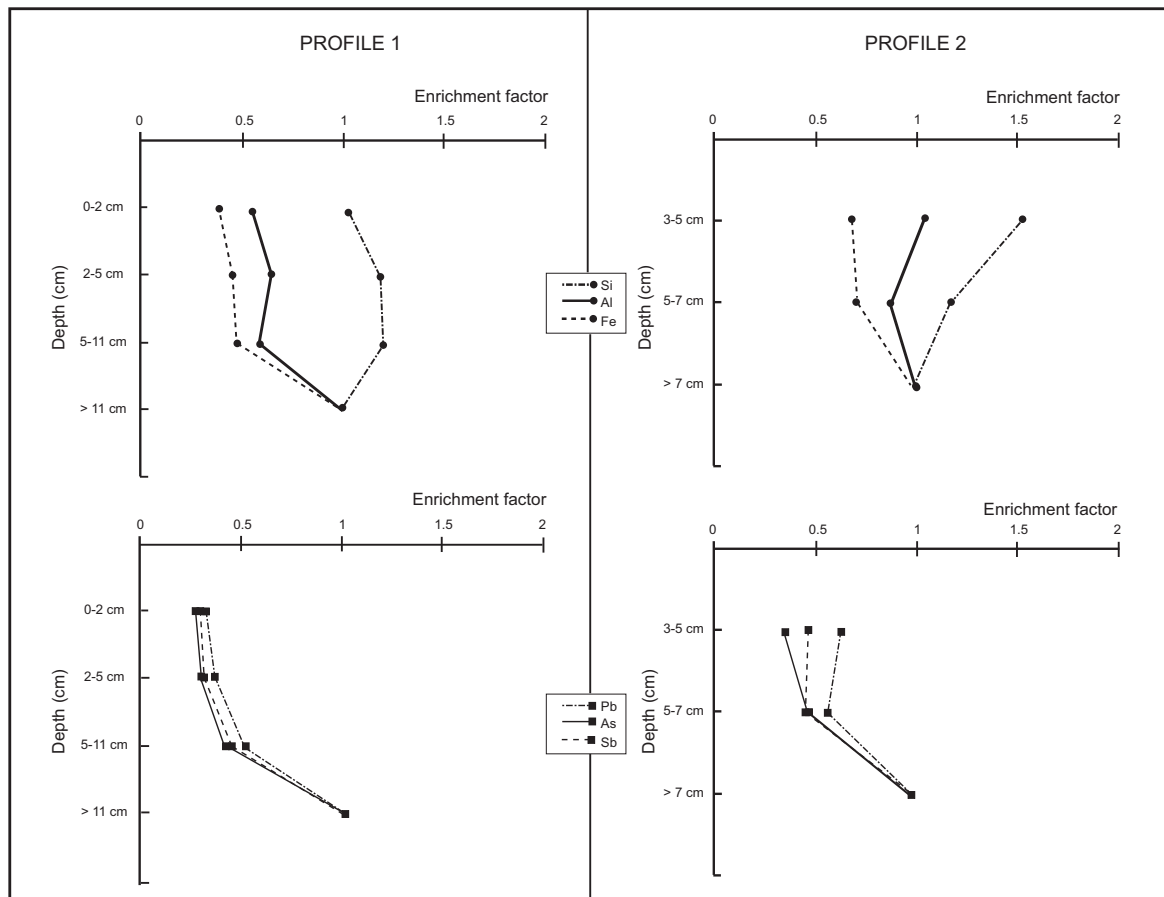 PROFILE 1
Enrichment factor
0 0.5 1 1.5 2
Depth (cm)
0-2 cm
2-5 cm
5-11 cm
> 11 cm
PROFILE 2
Enrichment factor
0 0.5 1 1.5 2
Depth (cm)
3-5 cm
5-7 cm
> 7 cm
Si
Al
Fe
Enrichment factor
0 0.5 1 1.5 2
Depth (cm)
0-2 cm
2-5 cm
5-11 cm
> 11 cm
Enrichment factor
0 0.5 1 1.5 2
Depth (cm)
3-5 cm
5-7 cm
> 7 cm
Pb
As
Sb